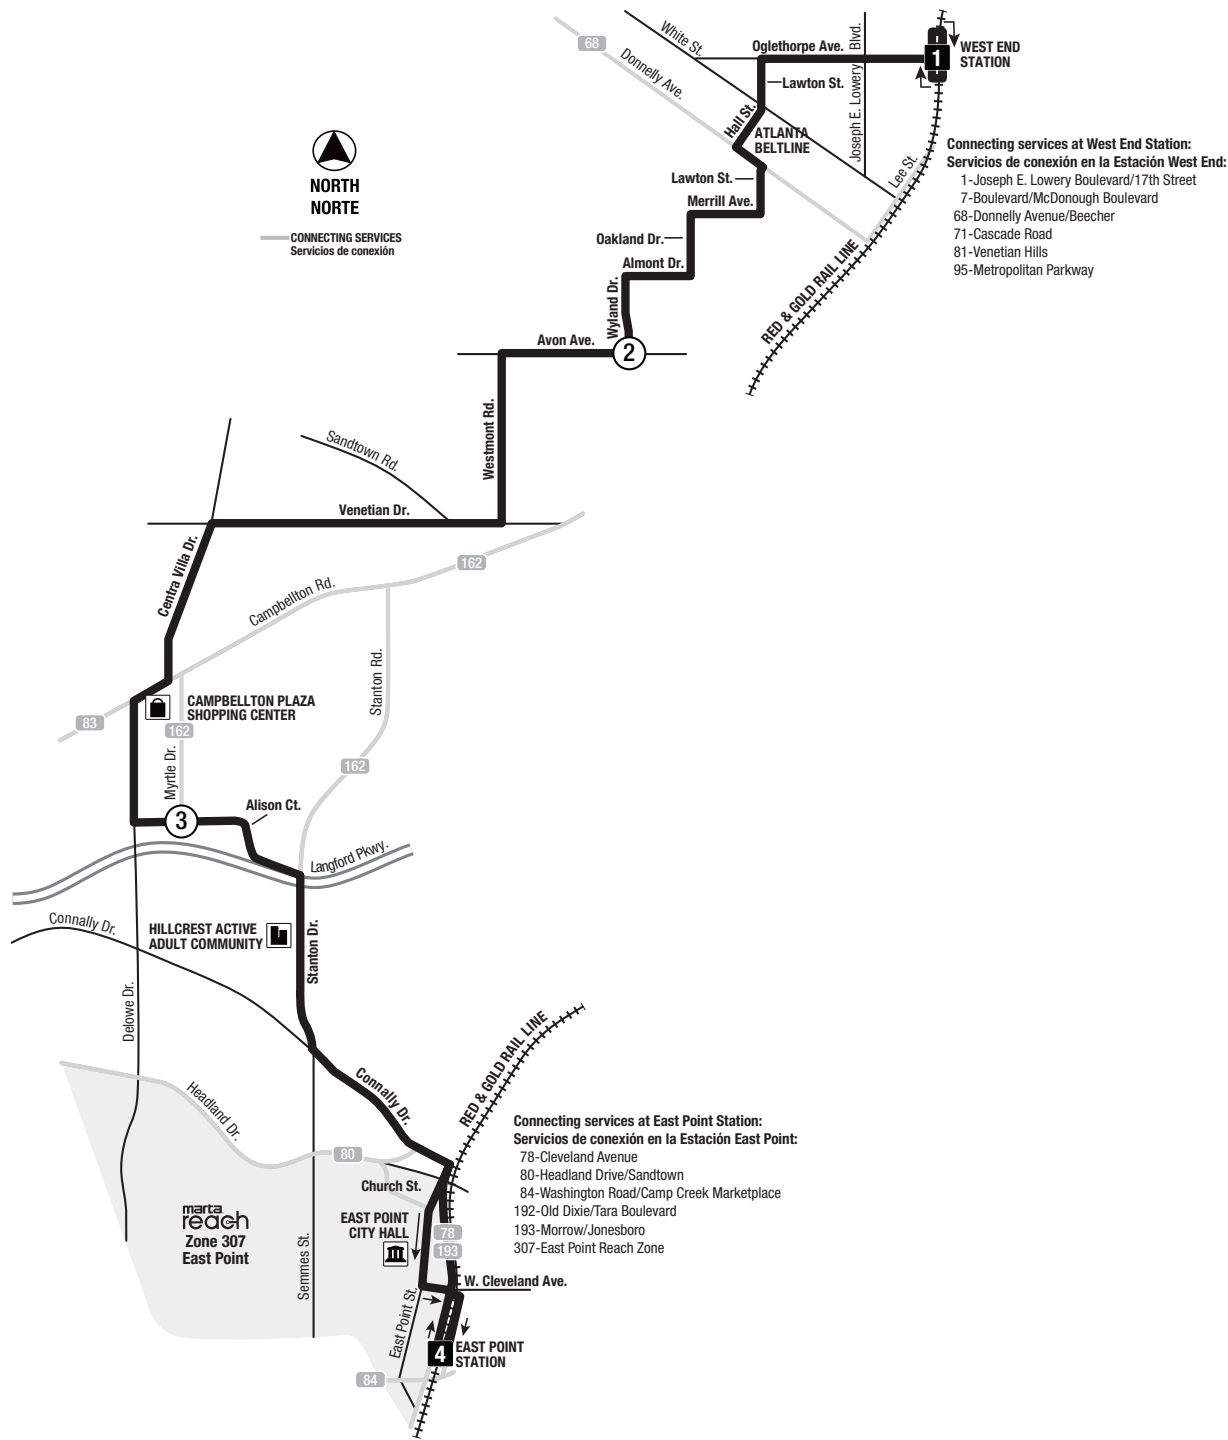 68
White St.
Donnelly Ave.
Oglethorpe Ave.
Joseph E. Lowery Blvd.
1
WEST END
STATION
Lawton St.
Hall St.
ATLANTA
BELTLINE
Lee St.
Connecting services at West End Station:
Servicios de conexión en la Estación West End:
1-Joseph E. Lowery Boulevard/17th Street
7-Boulevard/McDonough Boulevard
68-Donnelly Avenue/Beecher
71-Cascade Road
81-Venetian Hills
95-Metropolitan Parkway
NORTH
NORTE
CONNECTING SERVICES
Servicios de conexión
Lawton St.
Merrill Ave.
Oakland Dr.
Almont Dr.
RED & GOLD RAIL LINE
Wyland Dr.
Avon Ave.
2
Westmont Rd.
Sandtown Rd.
Venetian Dr.
Centra Villa Dr.
162
Campbellton Rd.
Stanton Rd.
CAMPBELLTON PLAZA
SHOPPING CENTER
83
162
162
Myrtle Dr.
3
Alison Ct.
Langford Pkwy.
Connally Dr.
HILLCREST ACTIVE
ADULT COMMUNITY
Stanton Dr.
Delowe Dr.
RED & GOLD RAIL LINE
Connally Dr.
Headland Dr.
80
Connecting services at East Point Station:
Servicios de conexión en la Estación East Point:
78-Cleveland Avenue
80-Headland Drive/Sandtown
84-Washington Road/Camp Creek Marketplace
192-Old Dixie/Tara Boulevard
193-Morrow/Jonesboro
307-East Point Reach Zone
Church St.
marta
reach
Zone 307
East Point
EAST POINT
CITY HALL
78
193
Semmes St.
W. Cleveland Ave.
East Point St.
4
EAST POINT
STATION
84